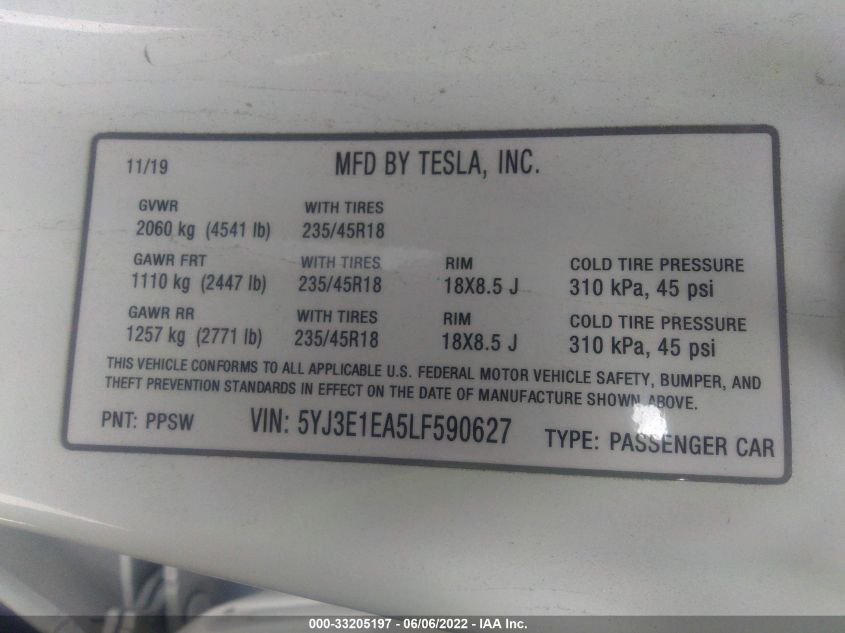 11/19 MFD BY TESLA, INC.
GVWR WITH TIRES
2060 kg (4541 lb) 235/45R18
GAWR FRT WITH TIRES RIM COLD TIRE PRESSURE
1110 kg (2447 lb) 235/45R18 18X8.5 J 310 kPa, 45 psi
GAWR RR WITH TIRES RIM COLD TIRE PRESSURE
1257 kg (2771 lb) 235/45R18 18X8.5 J 310 kPa, 45 psi
THIS VEHICLE CONFORMS TO ALL APPLICABLE U.S. FEDERAL MOTOR VEHICLE SAFETY, BUMPER, AND
THEFT PREVENTION STANDARDS IN EFFECT ON THE DATE OF MANUFACTURE SHOWN ABOVE.
PNT: PPSW VIN: 5YJ3E1EA5LF590627 TYPE: PASSENGER CAR
000-33205197 - 06/06/2022 - IAA Inc.